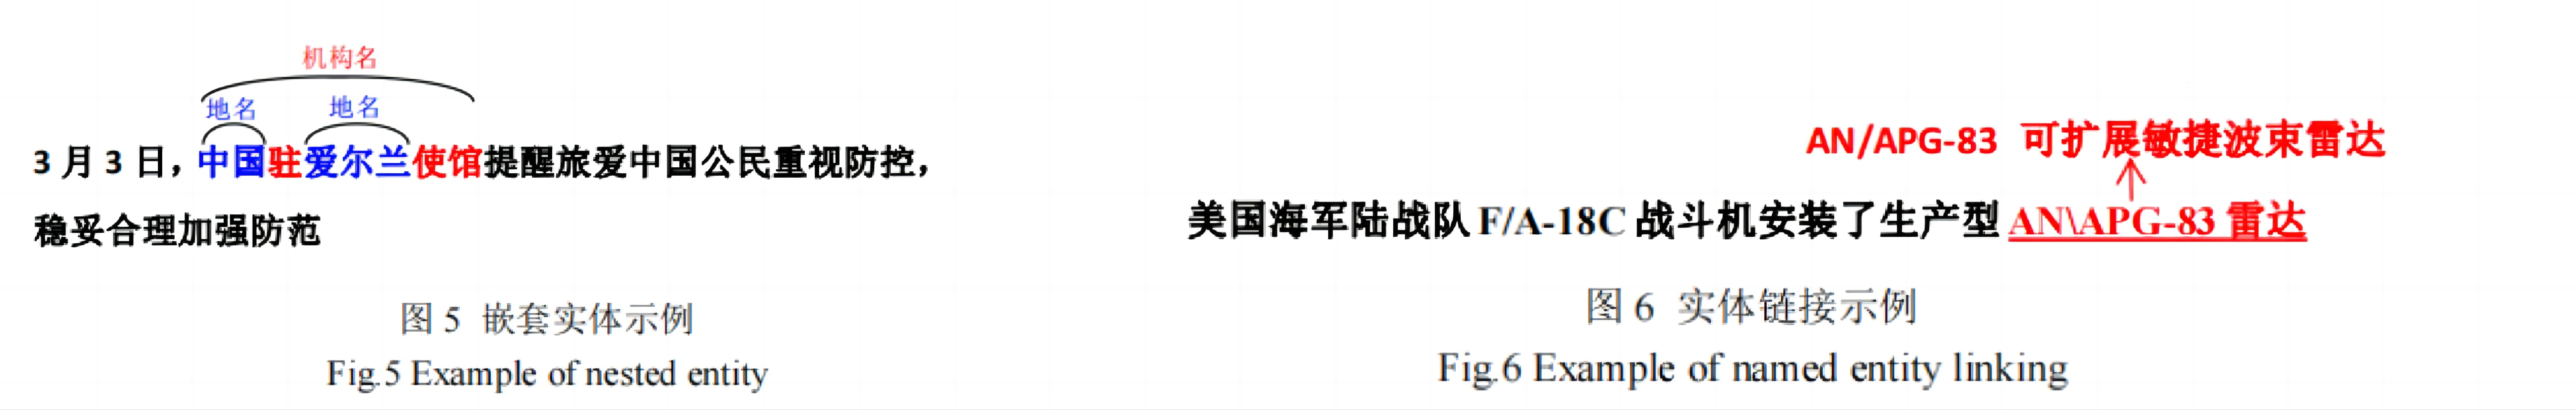 机构名
地名 地名
3 月 3 日，中国驻爱尔兰使馆提醒旅爱中国公民重视防控，
稳妥合理加强防范
图 5 嵌套实体示例
Fig.5 Example of nested entity
AN/APG-83 可扩展敏捷波束雷达
美国海军陆战队 F/A-18C 战斗机安装了生产型 AN\APG-83 雷达
图 6 实体链接示例
Fig.6 Example of named entity linking